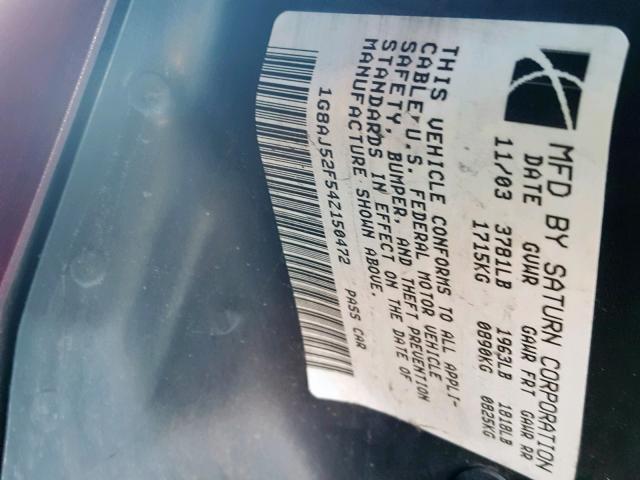 MFD BY SATURN CORPORATION
DATE GVWR GAWR FRT GAWR RR
11/03 3781LB 1963LB 1818LB
1715KG 0890KG 0825KG
THIS VEHICLE CONFORMS TO ALL APPLI-
CABLE U.S. FEDERAL MOTOR VEHICLE
SAFETY, BUMPER, AND THEFT PREVENTION
STANDARDS IN EFFECT ON THE DATE OF
MANUFACTURE SHOWN ABOVE.
1G8AJ52F54Z150472 PASS CAR